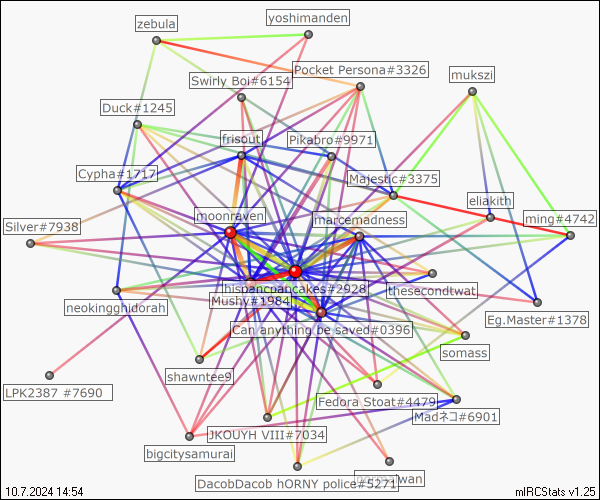 yoshimanden
zebula
Pocket Persona#3326
Swirly Boi#6154
mukszi
Duck#1245
frisout
Pikabro#9971
Cypha#1717
Majestic#3375
eliakith
moonraven
marcemadness
ming#4742
Silver#7938
hispancpancakes#2928
thesecondtwat
Mushy#1984
neokingghidorah
Can anything be saved#0396
Eg.Master#1378
somass
shawntee9
LPK2387 #7690
Fedora Stoat#4479
Madネコ#6901
JKOUYH VIII#7034
bigcitysamurai
DacobDacob hORNY police#5271
10.7.2024 14:54
mIRCStats v1.25